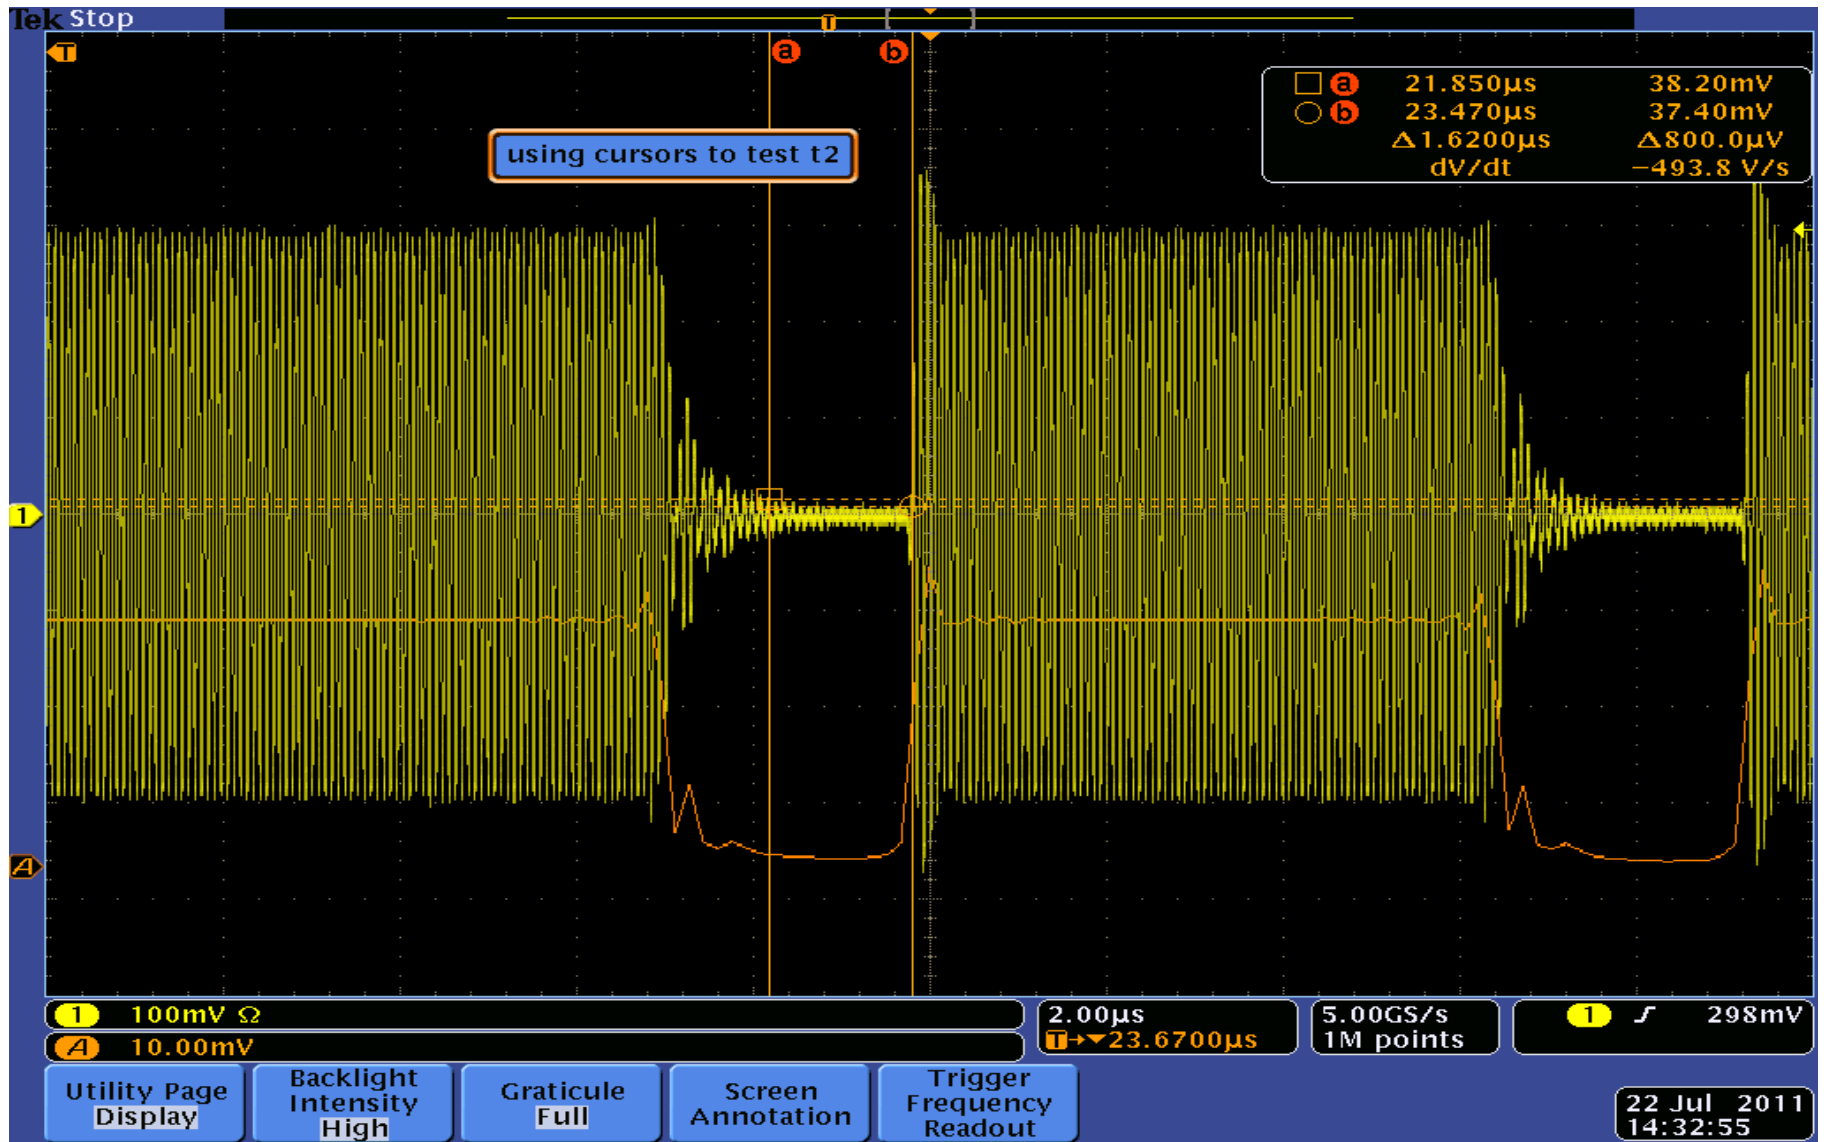 Tek Stop
T
T
a b
a 21.850μs 38.20mV
b 23.470μs 37.40mV
Δ1.6200μs Δ800.0μV
dV/dt −493.8 V/s
using cursors to test t2
1
A
1 100mV Ω
A 10.00mV
2.00μs
T→▼23.6700μs
5.00GS/s
1M points
1 298mV
Utility Page
Display
Backlight
Intensity
High
Graticule
Full
Screen
Annotation
Trigger
Frequency
Readout
22 Jul 2011
14:32:55